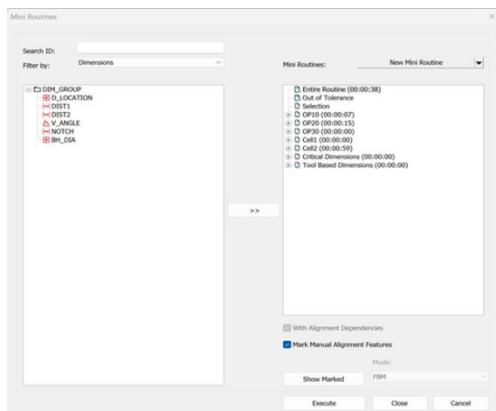 Mini Routines
Search ID:
Filter by:
Dimensions
DIM_GROUP
D_LOCATION
DIST1
DIST2
V_ANGLE
NOTCH
BH_DIA
>>
Mini Routines:
New Mini Routine
Entire Routine (00:00:38)
Out of Tolerance
Selection
OP10 (00:00:07)
OP20 (00:00:15)
OP30 (00:00:00)
Cell1 (00:00:00)
Cell2 (00:00:59)
Critical Dimensions (00:00:00)
Tool Based Dimensions (00:00:00)
With Alignment Dependencies
Mark Manual Alignment Features
Mode:
Show Marked
FBM
Execute
Close
Cancel